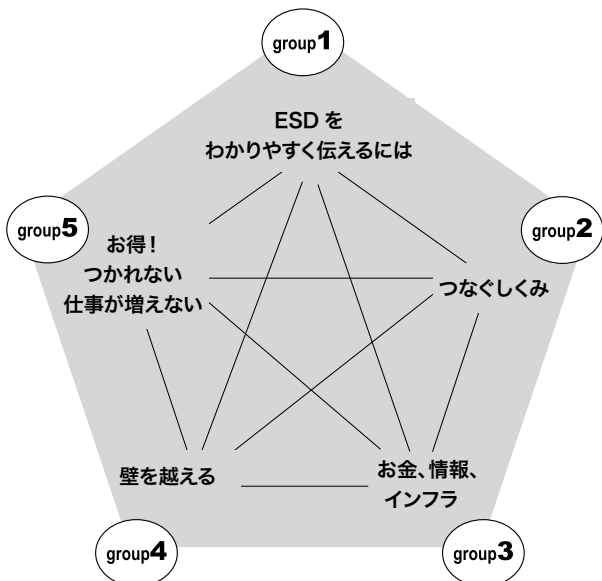 group1
ESD を
わかりやすく伝えるには
group2
つなぐしくみ
group3
お金、情報、
インフラ
group4
壁を越える
group5
お得！
つかれない
仕事が増えない